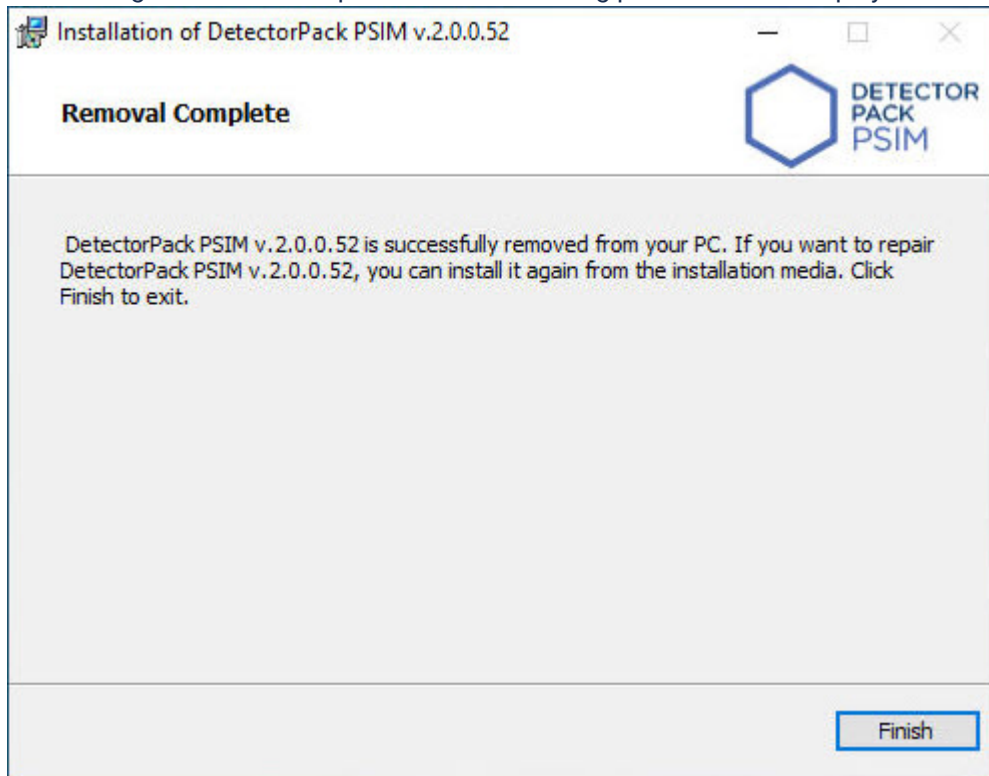 Installation of DetectorPack PSIM v.2.0.0.52
Removal Complete
DETECTOR
PACK
PSIM
DetectorPack PSIM v.2.0.0.52 is successfully removed from your PC. If you want to repair
DetectorPack PSIM v.2.0.0.52, you can install it again from the installation media. Click
Finish to exit.
Finish